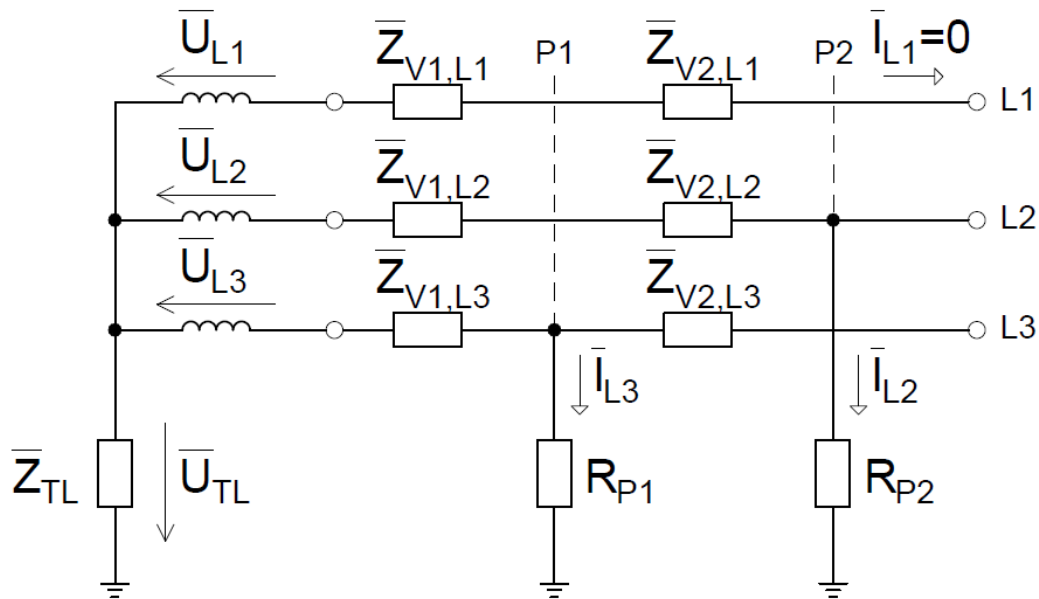 U̅L1 Z̅V1,L1 P1 Z̅V2,L1 P2 I̅L1=0
L1
U̅L2 Z̅V1,L2 Z̅V2,L2
L2
U̅L3 Z̅V1,L3 Z̅V2,L3
L3
I̅L3 I̅L2
Z̅TL U̅TL RP1 RP2